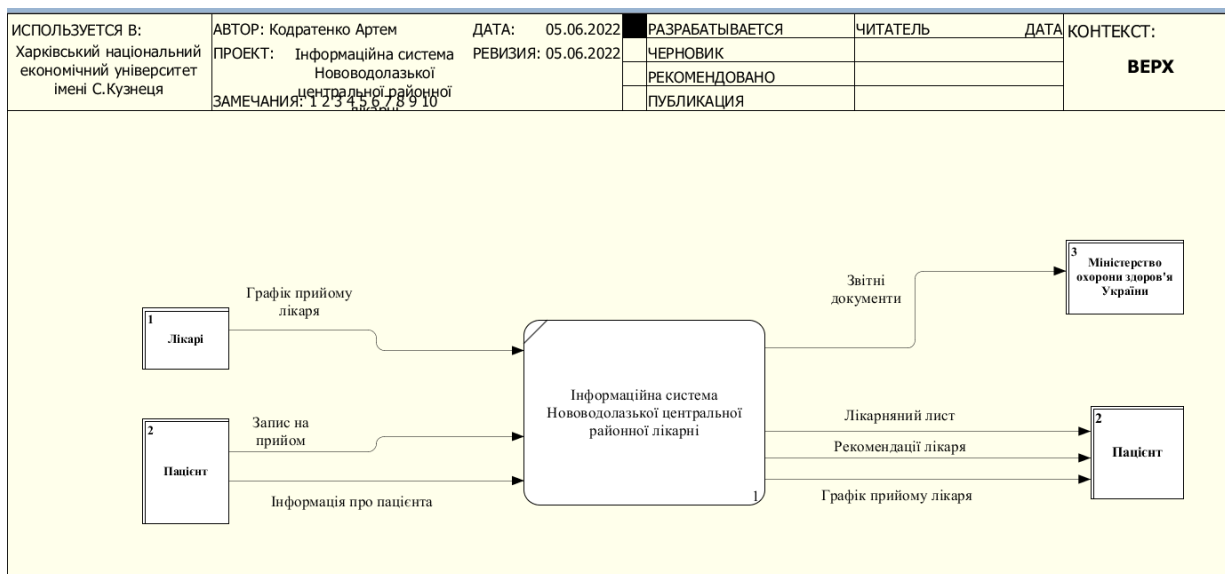 ИСПОЛЬЗУЕТСЯ В:
Харківський національний
економічний університет
імені С.Кузнеця
АВТОР: Кодратенко Артем
ДАТА: 05.06.2022
ПРОЕКТ: Інформаційна система
Нововодолазької
центральної районної
РЕВИЗИЯ: 05.06.2022
ЗАМЕЧАНИЯ: 1 2 3 4 5 6 7 8 9 10
РАЗРАБАТЫВАЕТСЯ
ЧЕРНОВИК
РЕКОМЕНДОВАНО
ПУБЛИКАЦИЯ
ЧИТАТЕЛЬ
ДАТА
КОНТЕКСТ:
ВЕРХ
1
Лікарі
Графік прийому
лікаря
2
Пацієнт
Запис на
прийом
Інформація про пацієнта
Інформаційна система
Нововодолазької центральної
районної лікарні
1
Звітні
документи
3
Міністерство
охорони здоров'я
України
Лікарняний лист
Рекомендації лікаря
Графік прийому лікаря
2
Пацієнт